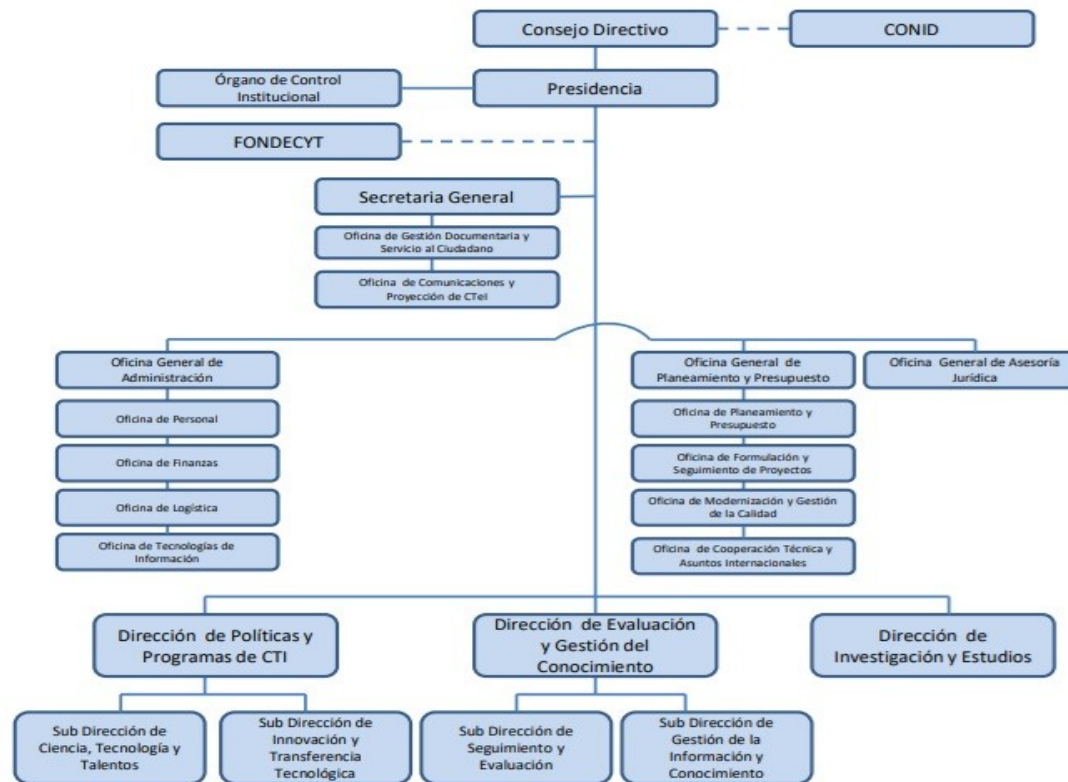 Consejo Directivo
CONID
Órgano de Control
Institucional
Presidencia
FONDECYT
Secretaria General
Oficina de Gestión Documentaria y
Servicio al Ciudadano
Oficina de Comunicaciones y
Proyección de CTeI
Oficina General de
Administración
Oficina de Personal
Oficina de Finanzas
Oficina de Logística
Oficina de Tecnologías de
Información
Oficina General de
Planeamiento y Presupuesto
Oficina de Planeamiento y
Presupuesto
Oficina de Formulación y
Seguimiento de Proyectos
Oficina de Modernización y Gestión
de la Calidad
Oficina de Cooperación Técnica y
Asuntos Internacionales
Oficina General de Asesoría
Jurídica
Dirección de Políticas y
Programas de CTI
Dirección de Evaluación
y Gestión del
Conocimiento
Dirección de
Investigación y Estudios
Sub Dirección de
Ciencia, Tecnología y
Talentos
Sub Dirección de
Innovación y
Transferencia
Tecnológica
Sub Dirección de
Seguimiento y
Evaluación
Sub Dirección de
Gestión de la
Información y
Conocimiento